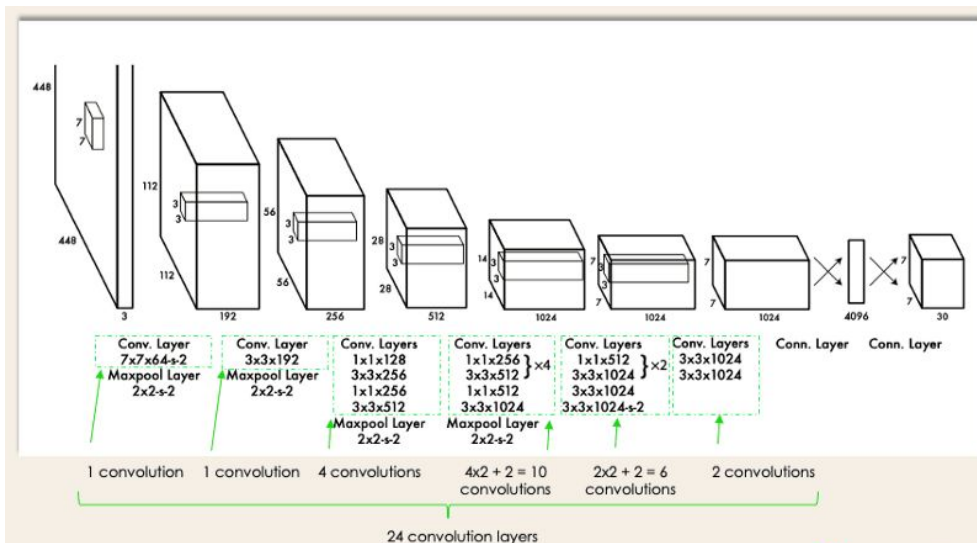 448
7
7
448
3
112
3
3
112
192
56
3
3
56
256
28
3
3
28
512
14
3
3
14
1024
7
3
3
7
1024
7
7
1024
4096
7
7
30
Conv. Layer
7x7x64-s-2
Maxpool Layer
2x2-s-2
Conv. Layer
3x3x192
Maxpool Layer
2x2-s-2
Conv. Layers
1x1x128
3x3x256
1x1x256
3x3x512
Maxpool Layer
2x2-s-2
Conv. Layers
1x1x256
3x3x512
}×4
1x1x512
3x3x1024
Maxpool Layer
2x2-s-2
Conv. Layers
1x1x512
3x3x1024
}×2
3x3x1024
3x3x1024-s-2
Conv. Layers
3x3x1024
3x3x1024
Conn. Layer
Conn. Layer
1 convolution
1 convolution
4 convolutions
4x2 + 2 = 10
convolutions
2x2 + 2 = 6
convolutions
2 convolutions
24 convolution layers